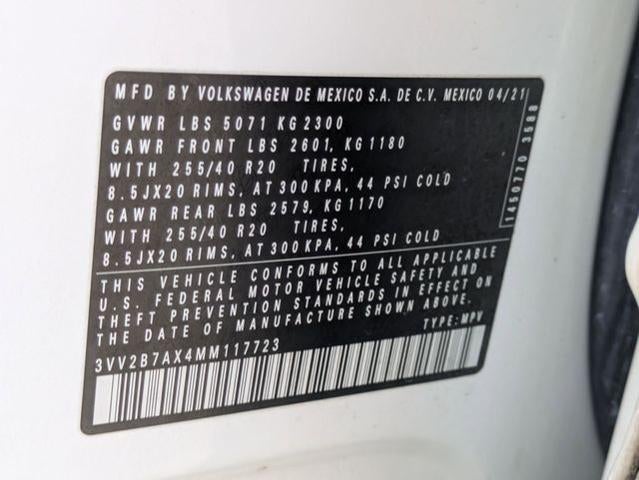 MFD BY VOLKSWAGEN DE MEXICO S.A. DE C.V. MEXICO 04/21
GVWR LBS 5071 KG 2300
GAWR FRONT LBS 2601, KG 1180
WITH 255/40 R20 TIRES,
8.5JX20 RIMS, AT 300 KPA, 44 PSI COLD
GAWR REAR LBS 2579, KG 1170
WITH 255/40 R20 TIRES,
8.5JX20 RIMS, AT 300 KPA, 44 PSI COLD
THIS VEHICLE CONFORMS TO ALL APPLICABLE
U.S. FEDERAL MOTOR VEHICLE SAFETY AND
THEFT PREVENTION STANDARDS IN EFFECT ON
THE DATE OF MANUFACTURE SHOWN ABOVE.
3VV2B7AX4MM117723 TYPE:MPV
1450770 3588